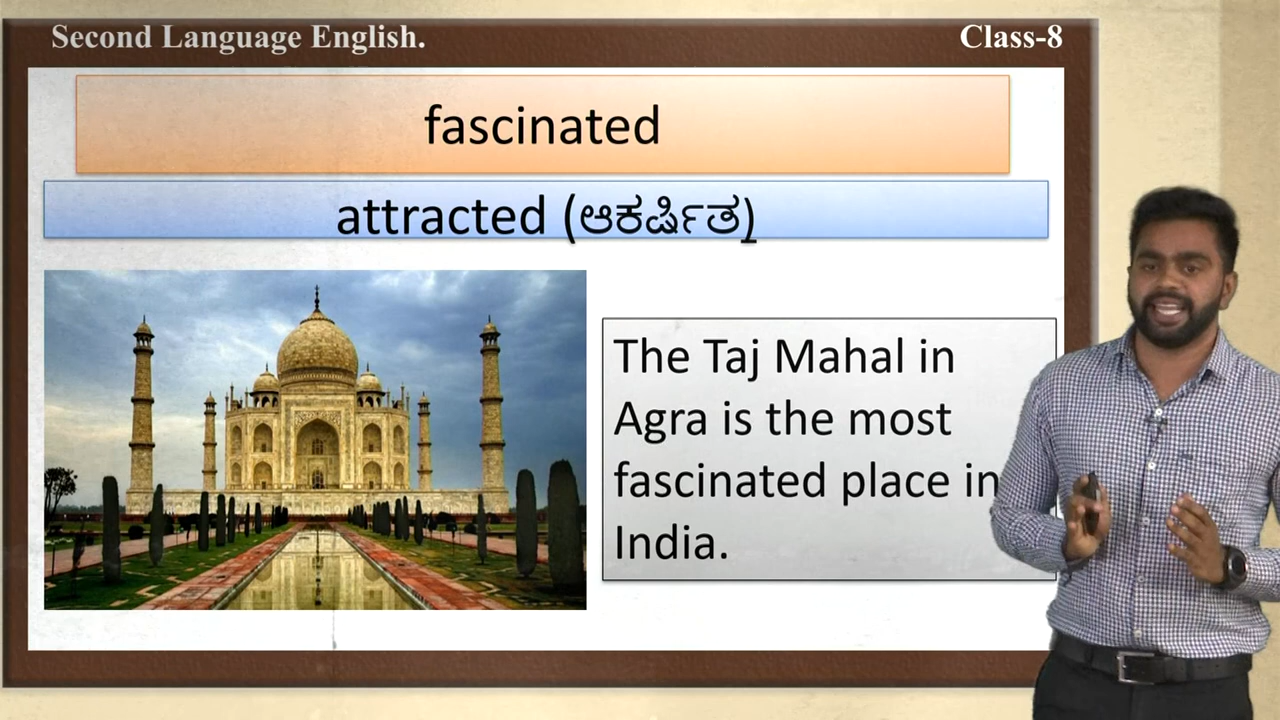 Second Language English.
Class-8
fascinated
attracted (ಆಕರ್ಷಿತ)
The Taj Mahal in
Agra is the most
fascinated place in
India.